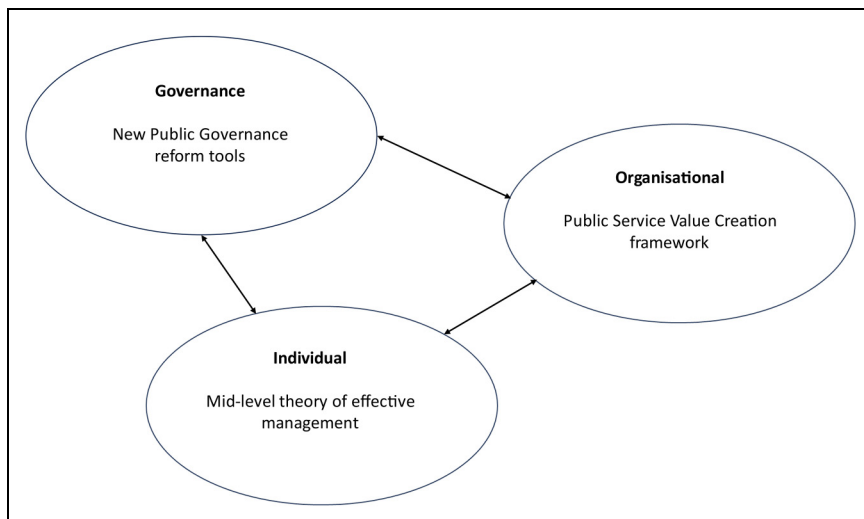 Governance
New Public Governance
reform tools
Organisational
Public Service Value Creation
framework
Individual
Mid-level theory of effective
management